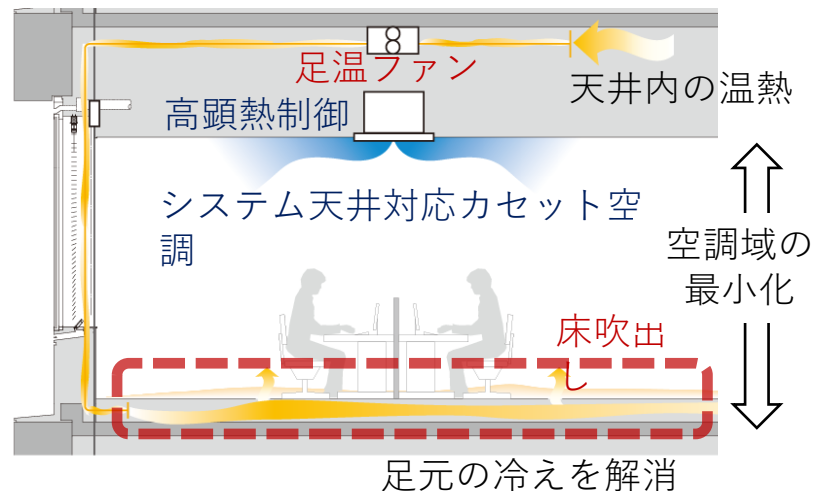 足温ファン
天井内の温熱
高顕熱制御
システム天井対応カセット空
調
空調域の
最小化
床吹出
し
足元の冷えを解消